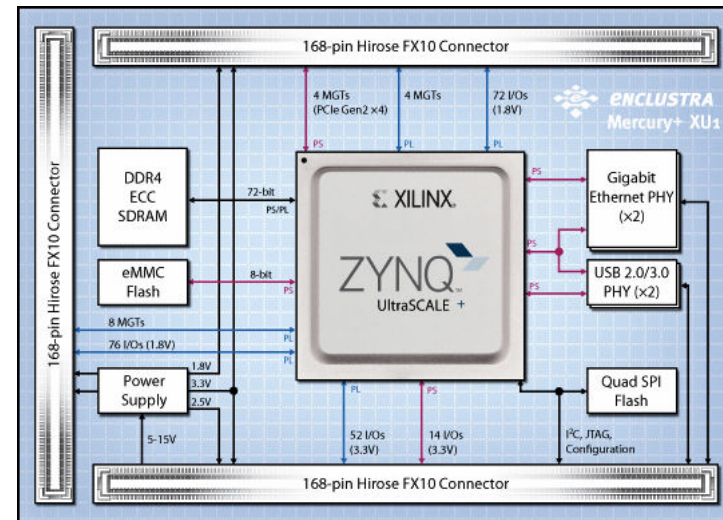 168-pin Hirose FX10 Connector
4 MGTs
(PCIe Gen2 ×4)
4 MGTs
72 I/Os
(1.8V)
ENCLUSTRA
Mercury+ XU1
PS
PL
PL
168-pin Hirose FX10 Connector
DDR4
ECC
SDRAM
72-bit
PS/PL
XILINX
ZYNQ
UltraSCALE +
PS
Gigabit
Ethernet PHY
(×2)
PS
USB 2.0/3.0
PHY (×2)
PS
eMMC
Flash
8-bit
PS
8 MGTs
PL
76 I/Os (1.8V)
PL
Power
Supply
1.8V
3.3V
2.5V
5-15V
PL
PS
52 I/Os
(3.3V)
14 I/Os
(3.3V)
Quad SPI
Flash
I²C, JTAG,
Configuration
168-pin Hirose FX10 Connector